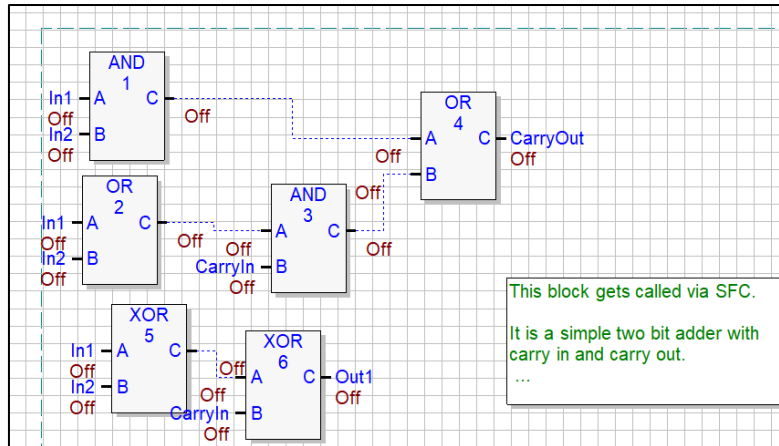 AND
1
In1 A C
Off Off
In2 B
Off
OR
4
A C CarryOut
Off Off
B
OR
2
In1 A C
Off Off
In2 B
Off
AND
3
Off
A C
Off Off
CarryIn B
Off
This block gets called via SFC.
It is a simple two bit adder with
carry in and carry out.
...
XOR
5
In1 A C
Off
In2 B
Off
XOR
6
Off
A C Out1
Off Off
CarryIn B
Off